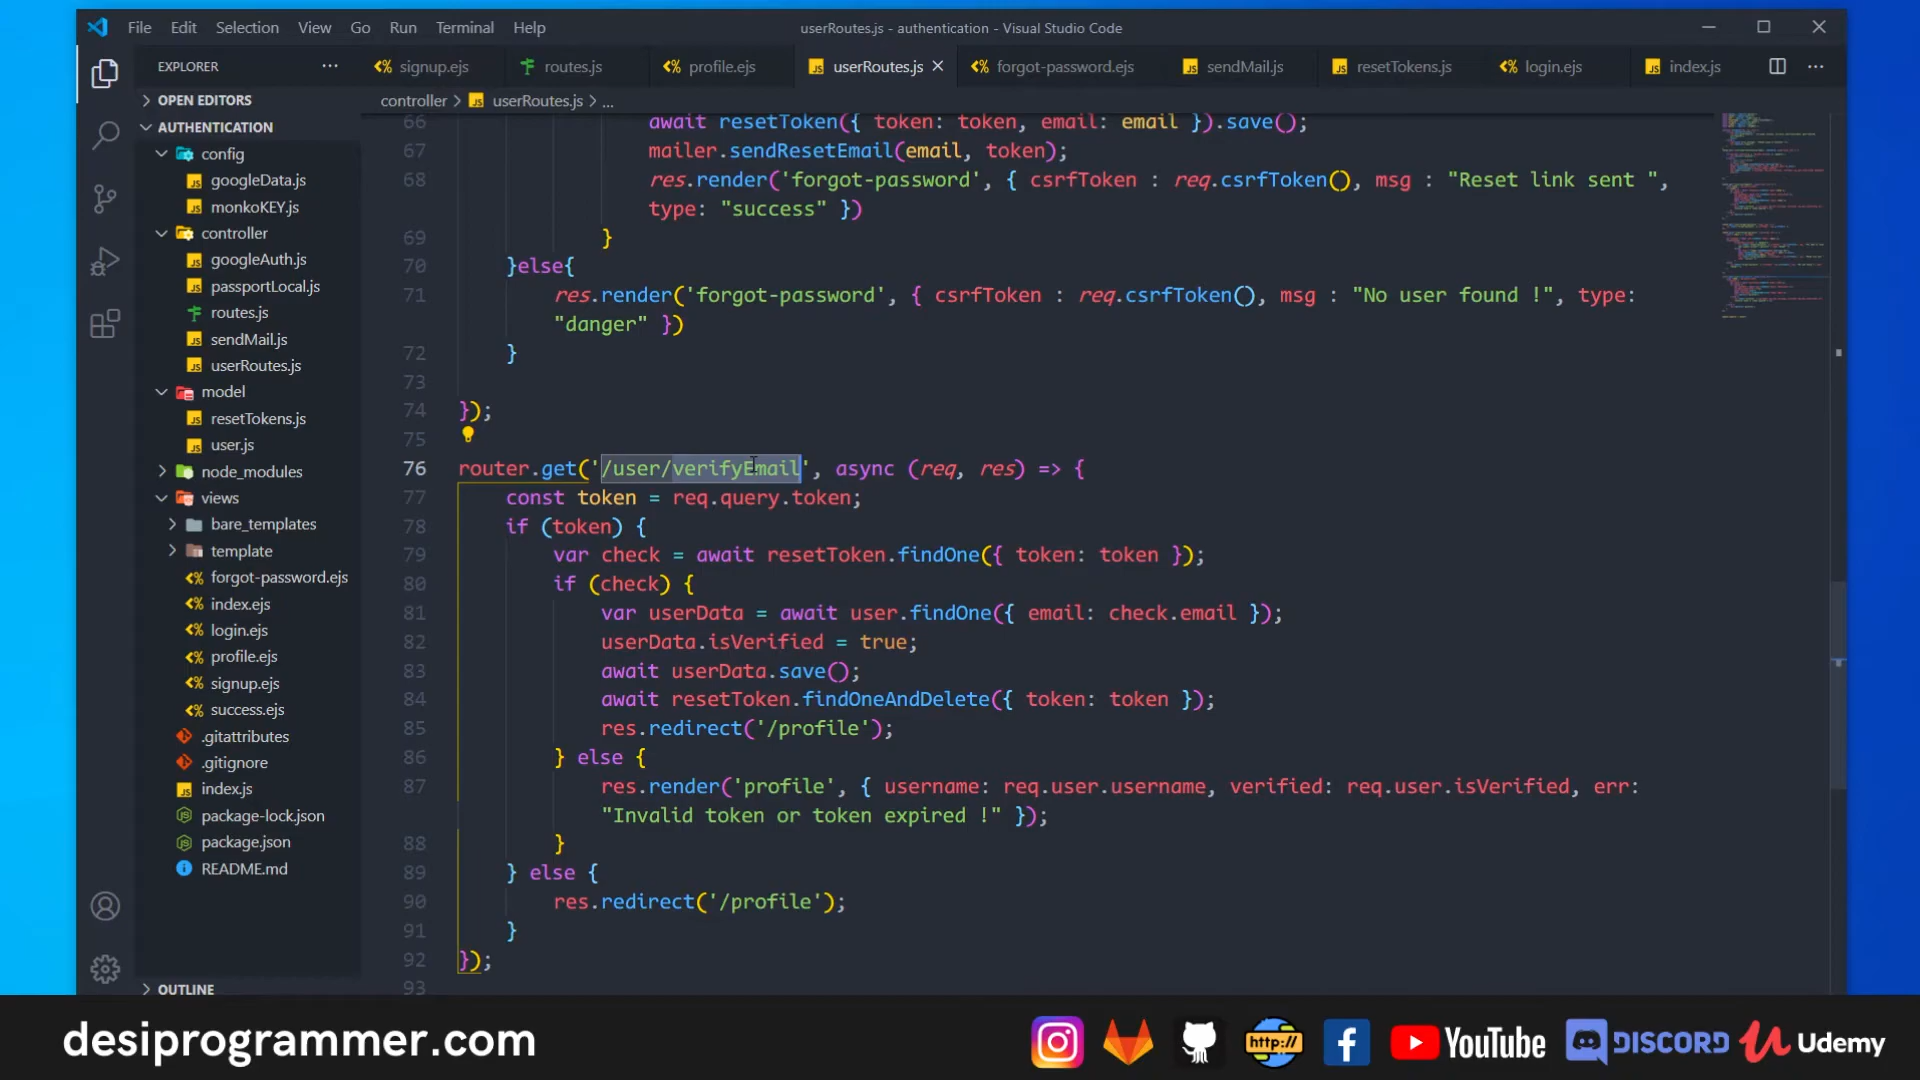 File Edit Selection View Go Run Terminal Help
userRoutes.js - authentication - Visual Studio Code
EXPLORER
signup.ejs routes.js profile.ejs userRoutes.js forgot-password.ejs sendMail.js resetTokens.js login.ejs index.js
OPEN EDITORS
AUTHENTICATION
config
googleData.js
monkoKEY.js
controller
googleAuth.js
passportLocal.js
routes.js
sendMail.js
userRoutes.js
model
resetTokens.js
user.js
node_modules
views
bare_templates
template
forgot-password.ejs
index.ejs
login.ejs
profile.ejs
signup.ejs
success.ejs
.gitattributes
.gitignore
index.js
package-lock.json
package.json
README.md
OUTLINE
controller > userRoutes.js > ...
66 await resetToken({ token: token, email: email }).save();
67 mailer.sendResetEmail(email, token);
68 res.render('forgot-password', { csrfToken : req.csrfToken(), msg : "Reset link sent ",
type: "success" })
69 }
70 }else{
71 res.render('forgot-password', { csrfToken : req.csrfToken(), msg : "No user found !", type:
"danger" })
72 }
73
74 });
75
76 router.get('/user/verifyEmail', async (req, res) => {
77 const token = req.query.token;
78 if (token) {
79 var check = await resetToken.findOne({ token: token });
80 if (check) {
81 var userData = await user.findOne({ email: check.email });
82 userData.isVerified = true;
83 await userData.save();
84 await resetToken.findOneAndDelete({ token: token });
85 res.redirect('/profile');
86 } else {
87 res.render('profile', { username: req.user.username, verified: req.user.isVerified, err:
"Invalid token or token expired !" });
88 }
89 } else {
90 res.redirect('/profile');
91 }
92 });
93
desiprogrammer.com
http:// YouTube DISCORD Udemy